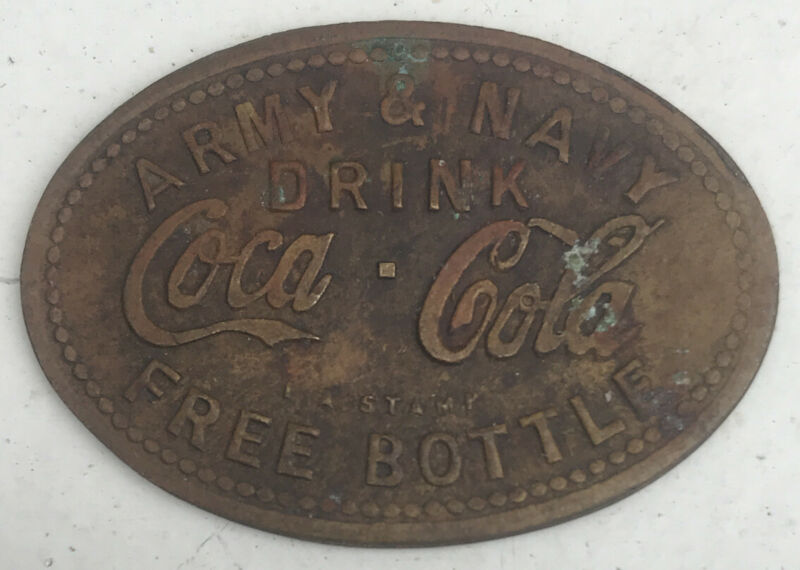 ARMY & NAVY
DRINK
Coca · Cola
L.A. STAMP
FREE BOTTLE